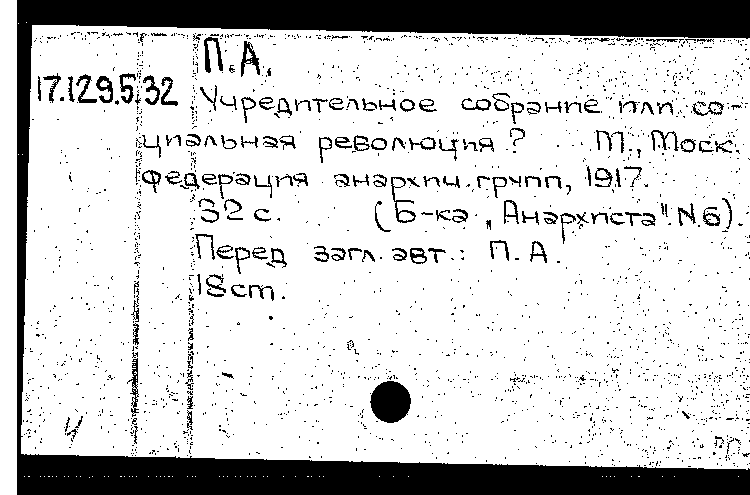 П.А.
17.129.5.32
Учредительное собрание или со-
циальная революция? М., Моск.
федерация анархич. групп, 1917.
32 с. (Б-ка „Анархиста" N.6).
Перед загл. авт.: П.А.
18 cm.